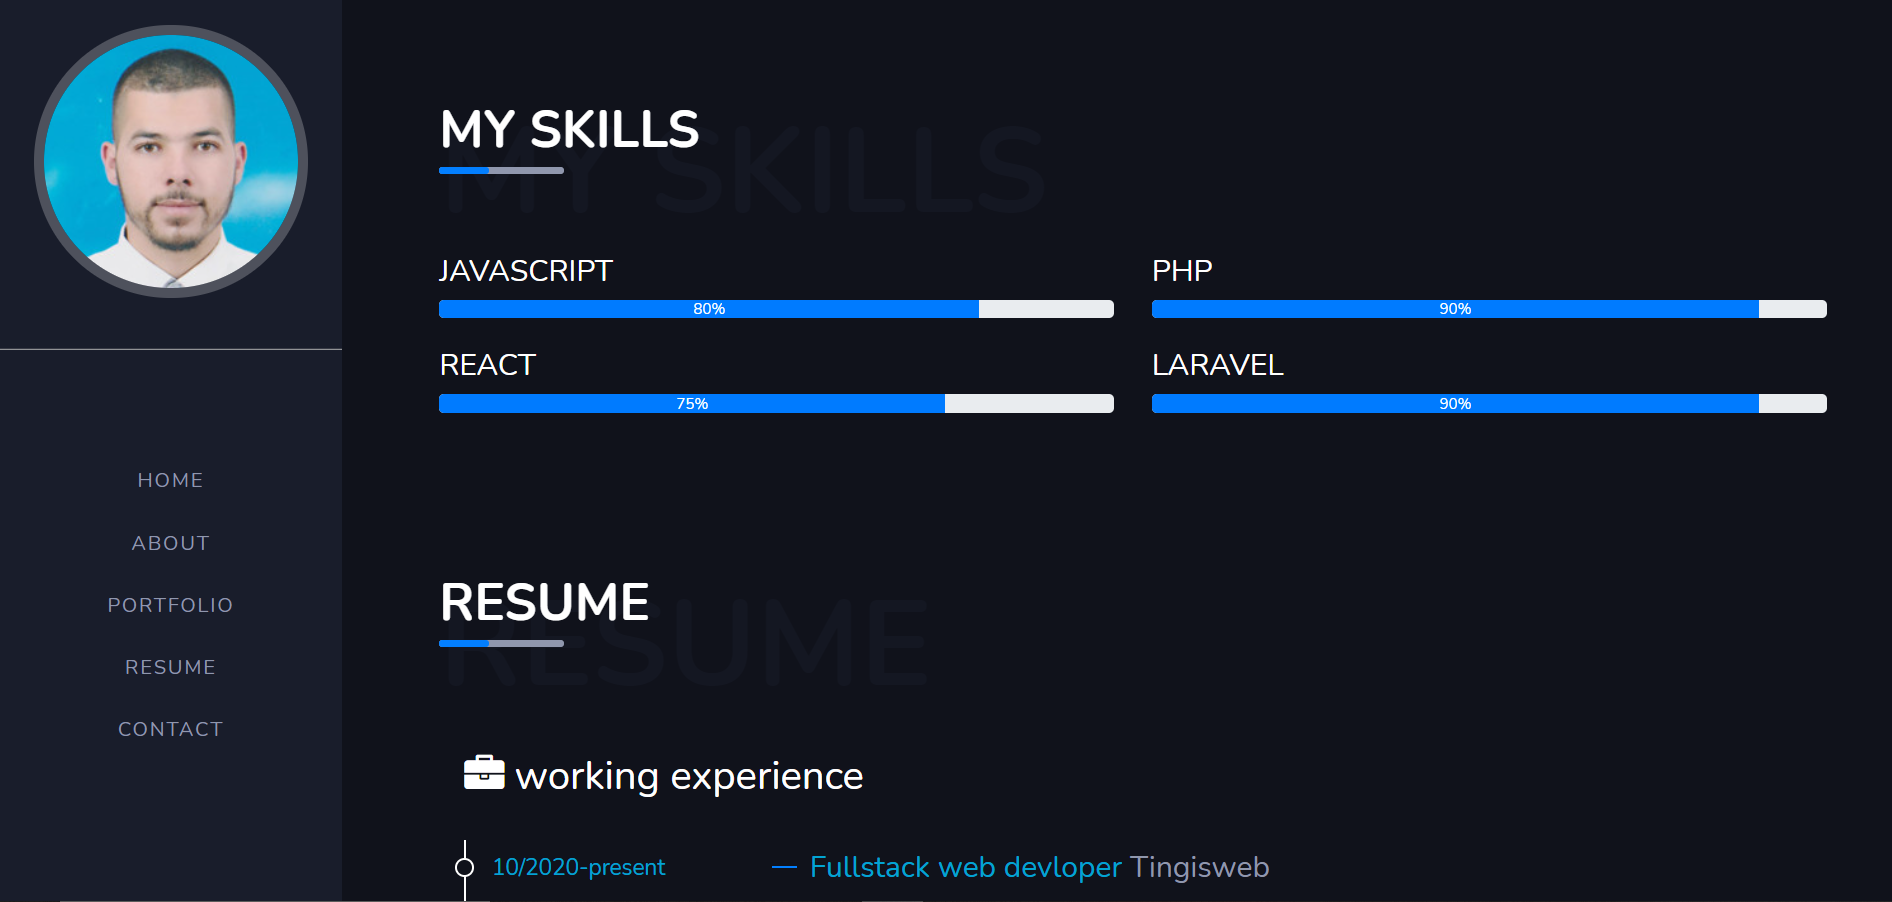 HOME
ABOUT
PORTFOLIO
RESUME
CONTACT
MY SKILLS
MY SKILLS
JAVASCRIPT
80%
PHP
90%
REACT
75%
LARAVEL
90%
RESUME
RESUME
working experience
10/2020-present
Fullstack web devloper Tingisweb